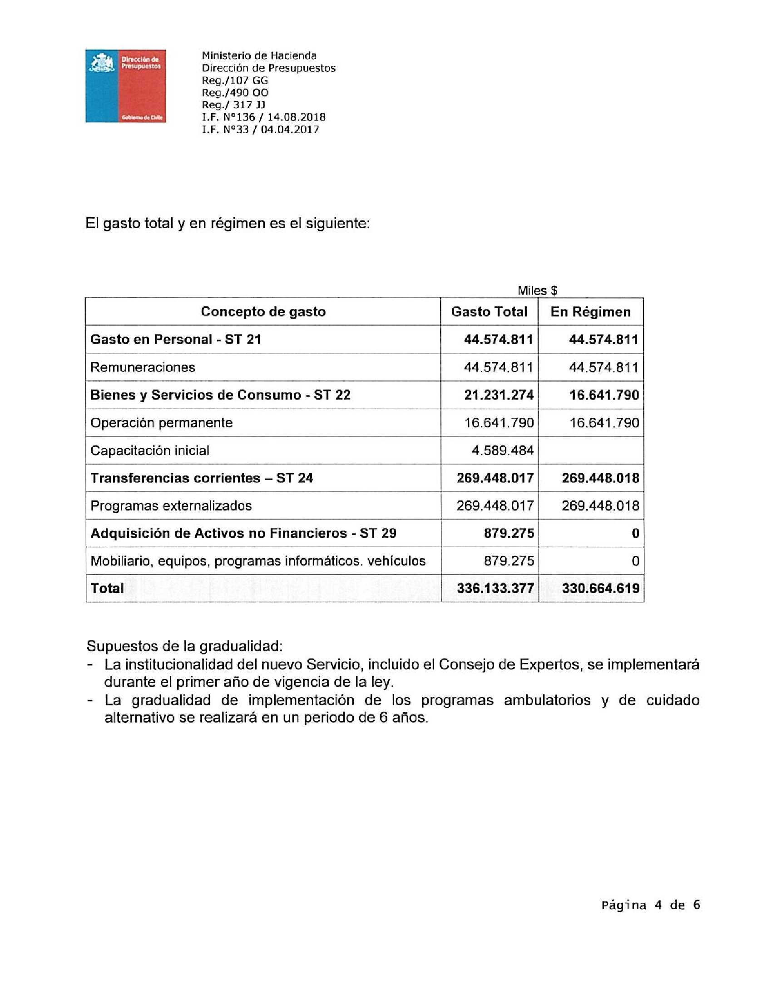 Dirección de
Presupuestos
Gobierno de Chile
Ministerio de Hacienda
Dirección de Presupuestos
Reg./107 GG
Reg./490 OO
Reg./ 317 JJ
I.F. Nº136 / 14.08.2018
I.F. Nº33 / 04.04.2017
El gasto total y en régimen es el siguiente:
Miles $
Concepto de gasto Gasto Total En Régimen
Gasto en Personal - ST 21 44.574.811 44.574.811
Remuneraciones 44.574.811 44.574.811
Bienes y Servicios de Consumo - ST 22 21.231.274 16.641.790
Operación permanente 16.641.790 16.641.790
Capacitación inicial 4.589.484
Transferencias corrientes – ST 24 269.448.017 269.448.018
Programas externalizados 269.448.017 269.448.018
Adquisición de Activos no Financieros - ST 29 879.275 0
Mobiliario, equipos, programas informáticos. vehículos 879.275 0
Total 336.133.377 330.664.619
Supuestos de la gradualidad:
- La institucionalidad del nuevo Servicio, incluido el Consejo de Expertos, se implementará
durante el primer año de vigencia de la ley.
- La gradualidad de implementación de los programas ambulatorios y de cuidado
alternativo se realizará en un periodo de 6 años.
Página 4 de 6